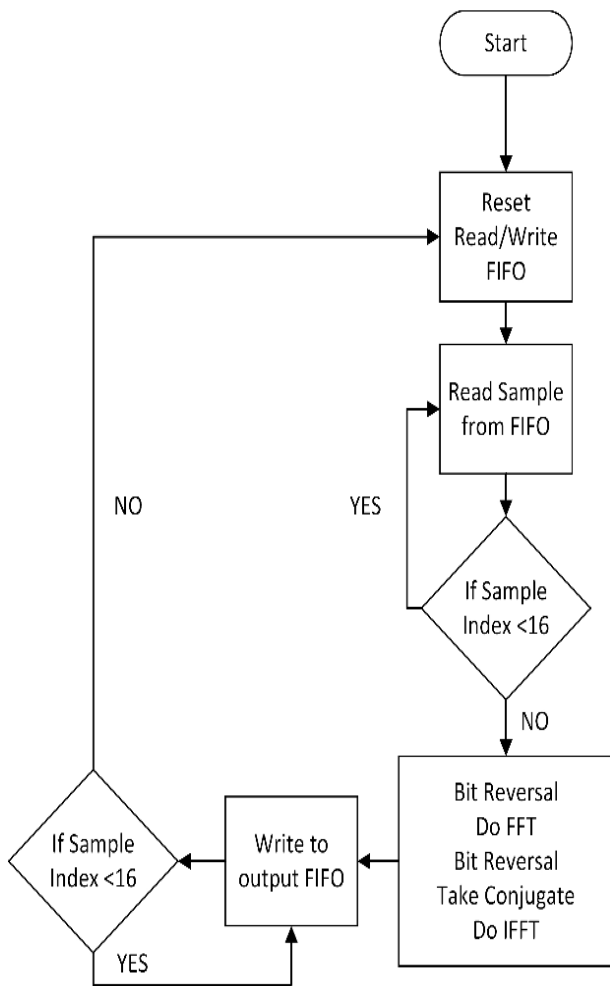 Start
Reset
Read/Write
FIFO
Read Sample
from FIFO
NO
YES
If Sample
Index <16
NO
Bit Reversal
Do FFT
Bit Reversal
Take Conjugate
Do IFFT
Write to
output FIFO
If Sample
Index <16
YES